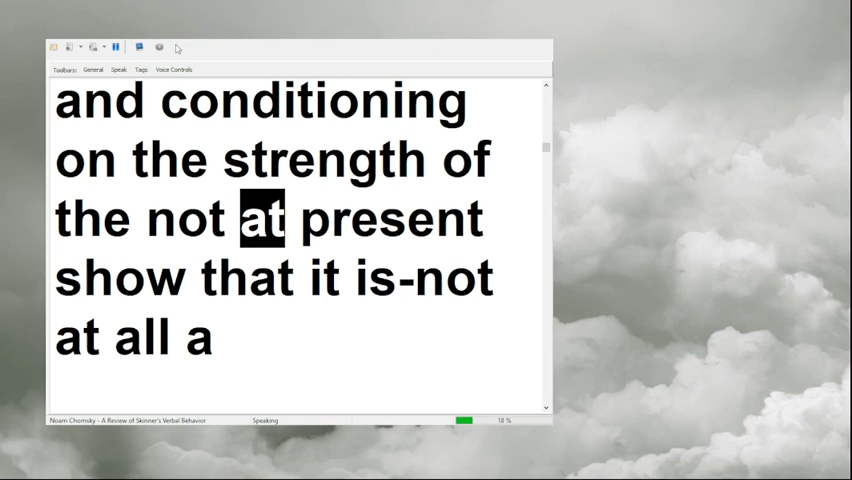 Toolbars: General Speak Tags Voice Controls
and conditioning
on the strength of
the not at present
show that it is-not
at all a
Noam Chomsky - A Review of Skinner's Verbal Behavior Speaking 18 %